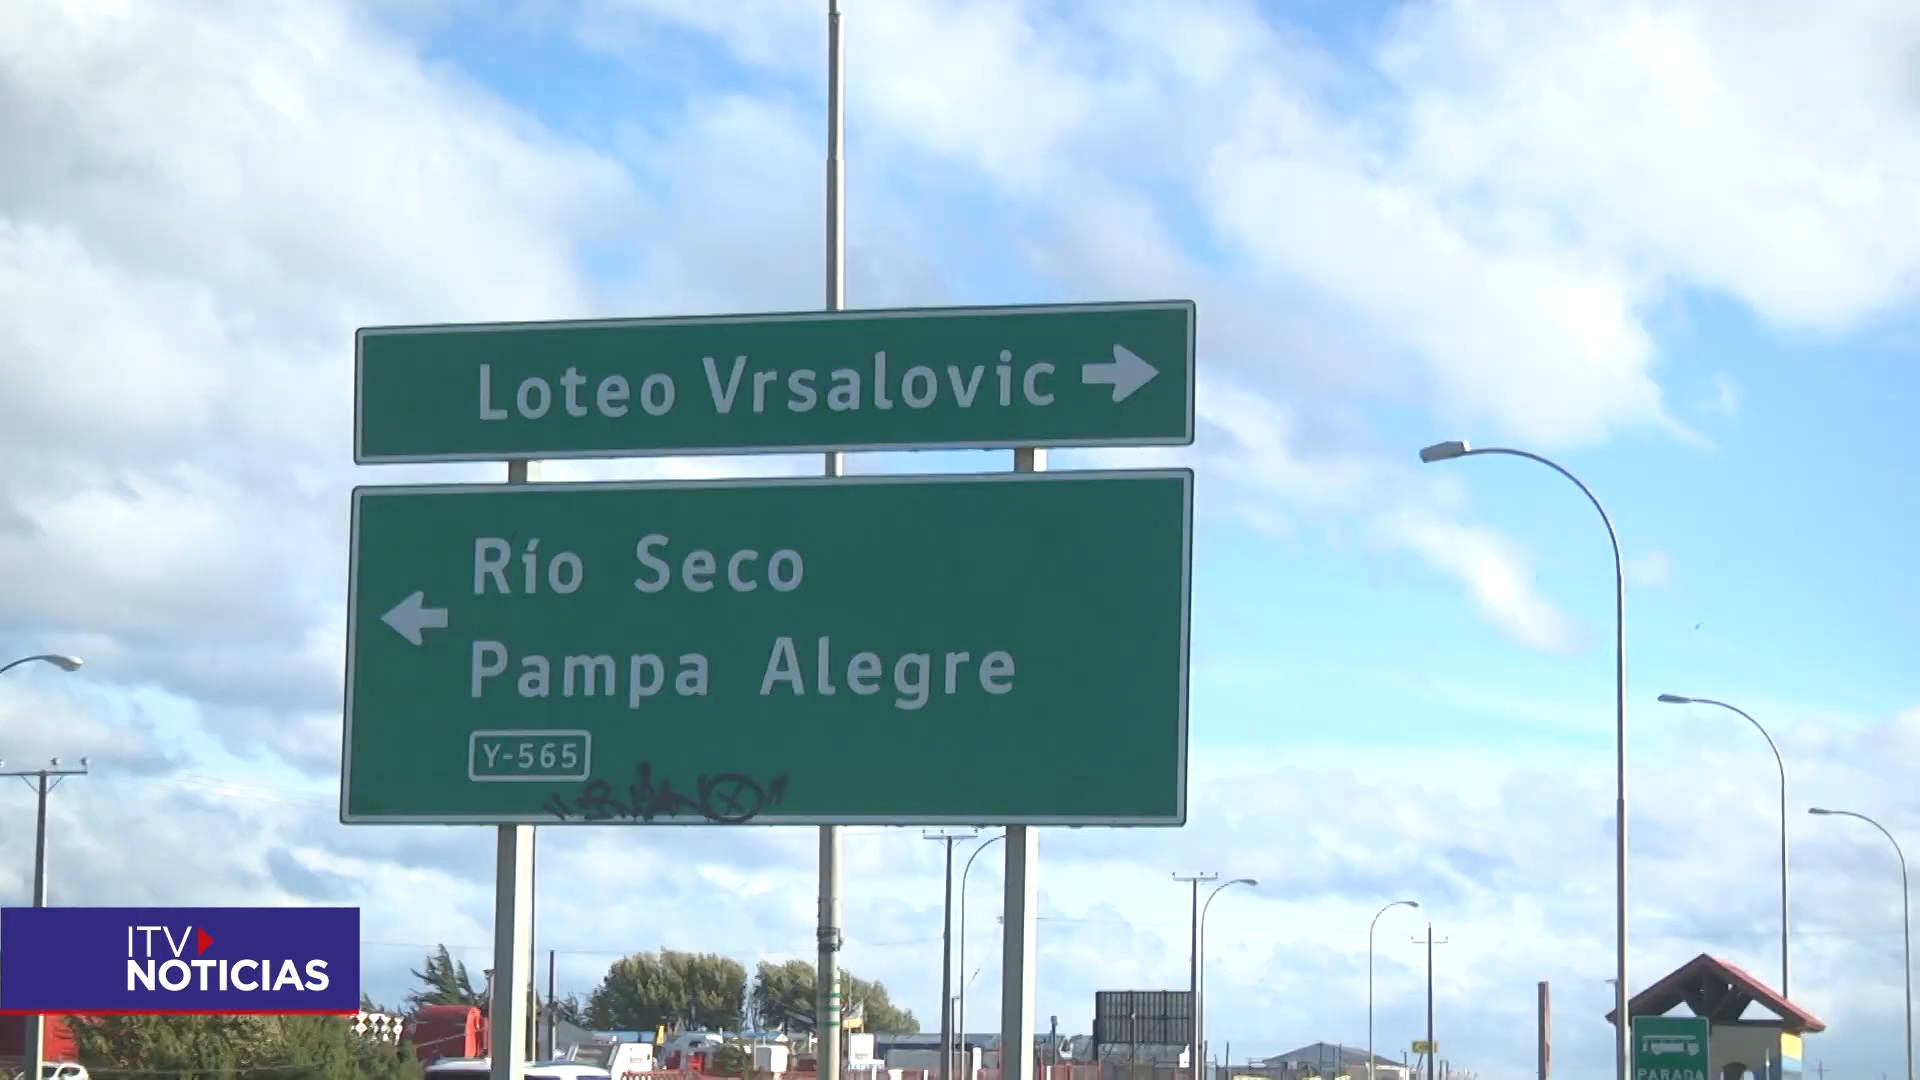 Loteo Vrsalovic
Río Seco
Pampa Alegre
Y-565
ITV
NOTICIAS
PARADA